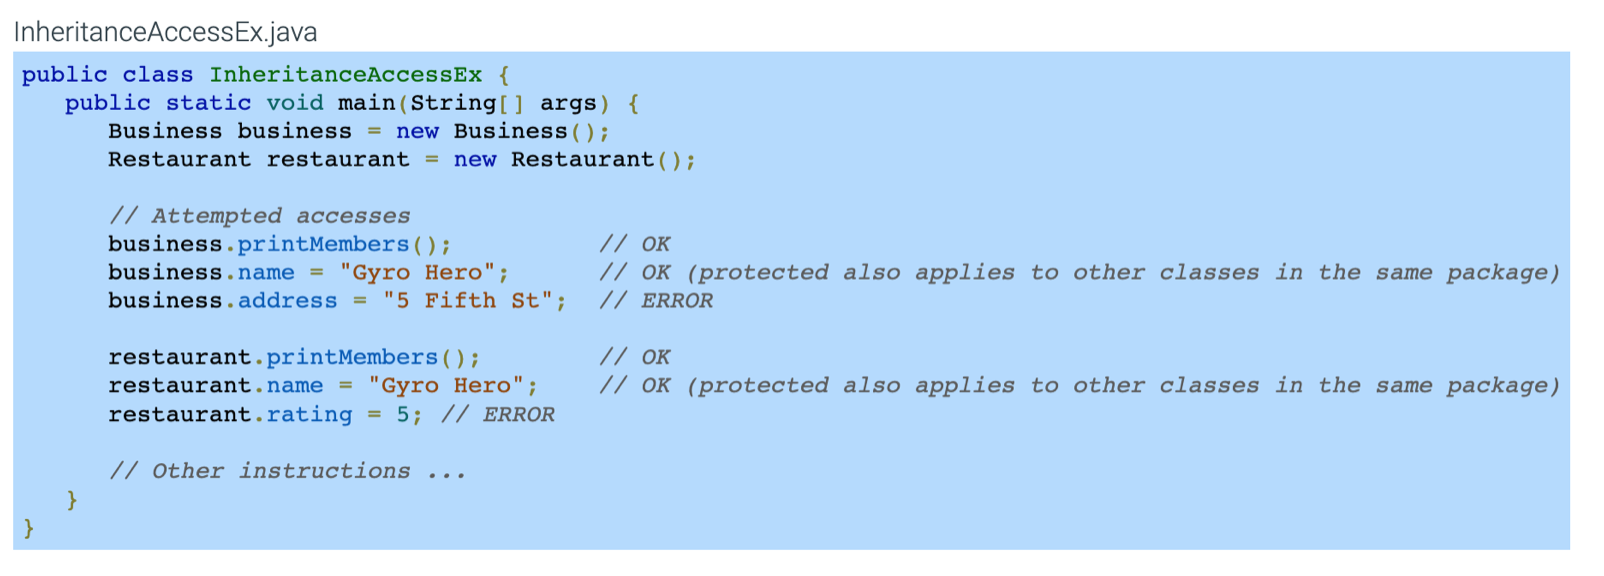 InheritanceAccessEx.java
public class InheritanceAccessEx {
public static void main(String[] args) {
Business business = new Business();
Restaurant restaurant = new Restaurant();
// Attempted accesses
business.printMembers(); // OK
business.name = "Gyro Hero"; // OK (protected also applies to other classes in the same package)
business.address = "5 Fifth St"; // ERROR
restaurant.printMembers(); // OK
restaurant.name = "Gyro Hero"; // OK (protected also applies to other classes in the same package)
restaurant.rating = 5; // ERROR
// Other instructions ...
}
}